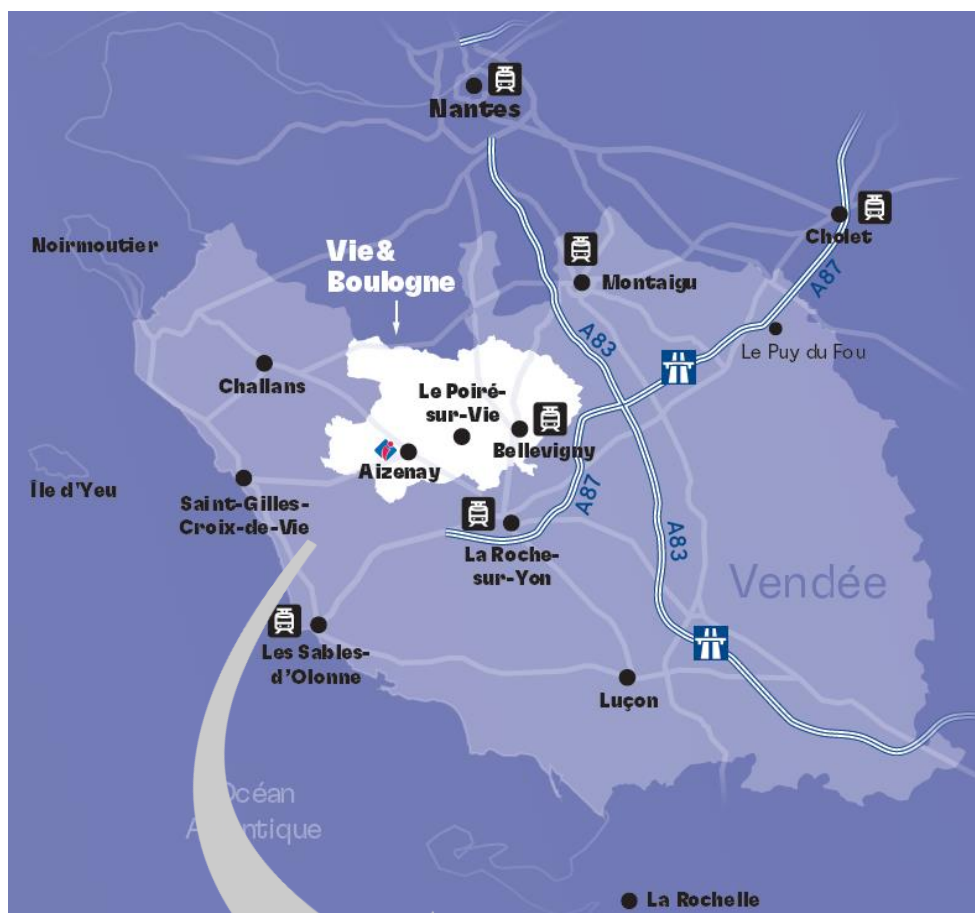 Nantes
Cholet
Noirmoutier
Vie&
Boulogne
Montaigu
A87
A83
Le Puy du Fou
Challans
Le Poiré-
sur-Vie
Bellevigny
Aizenay
Île d'Yeu
Saint-Gilles-
Croix-de-Vie
A87
La Roche-
sur-Yon
A83
Vendée
Les Sables-
d'Olonne
Luçon
Océan
La Rochelle